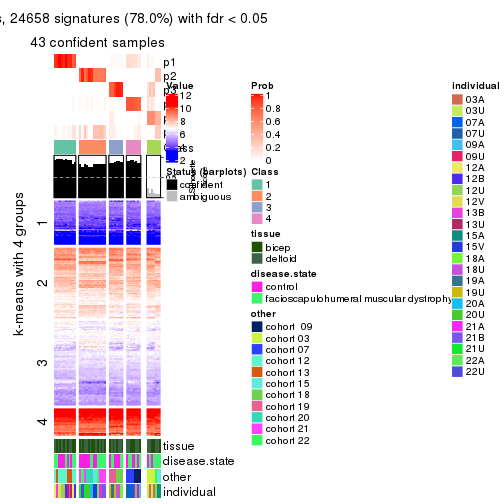 s, 24658 signatures (78.0%) with fdr < 0.05
43 confident samples
p1
p2
p3
p
p
Class
k-means with 4 groups
1
2
3
4
tissue
disease.state
other
individual
Value
12
10
8
6
4
2
Status (barplots)
confident
ambiguous
Prob
1
0.8
0.6
0.4
0.2
0
Class
1
2
3
4
tissue
bicep
deltoid
disease.state
control
facioscapulohumeral muscular dystrophy
other
cohort 09
cohort 03
cohort 07
cohort 12
cohort 13
cohort 15
cohort 18
cohort 19
cohort 20
cohort 21
cohort 22
individual
03A
03U
07A
07U
09A
09U
12A
12B
12U
12V
13B
13U
15A
15V
18A
18U
19A
19U
20A
20U
21A
21B
21U
22A
22U